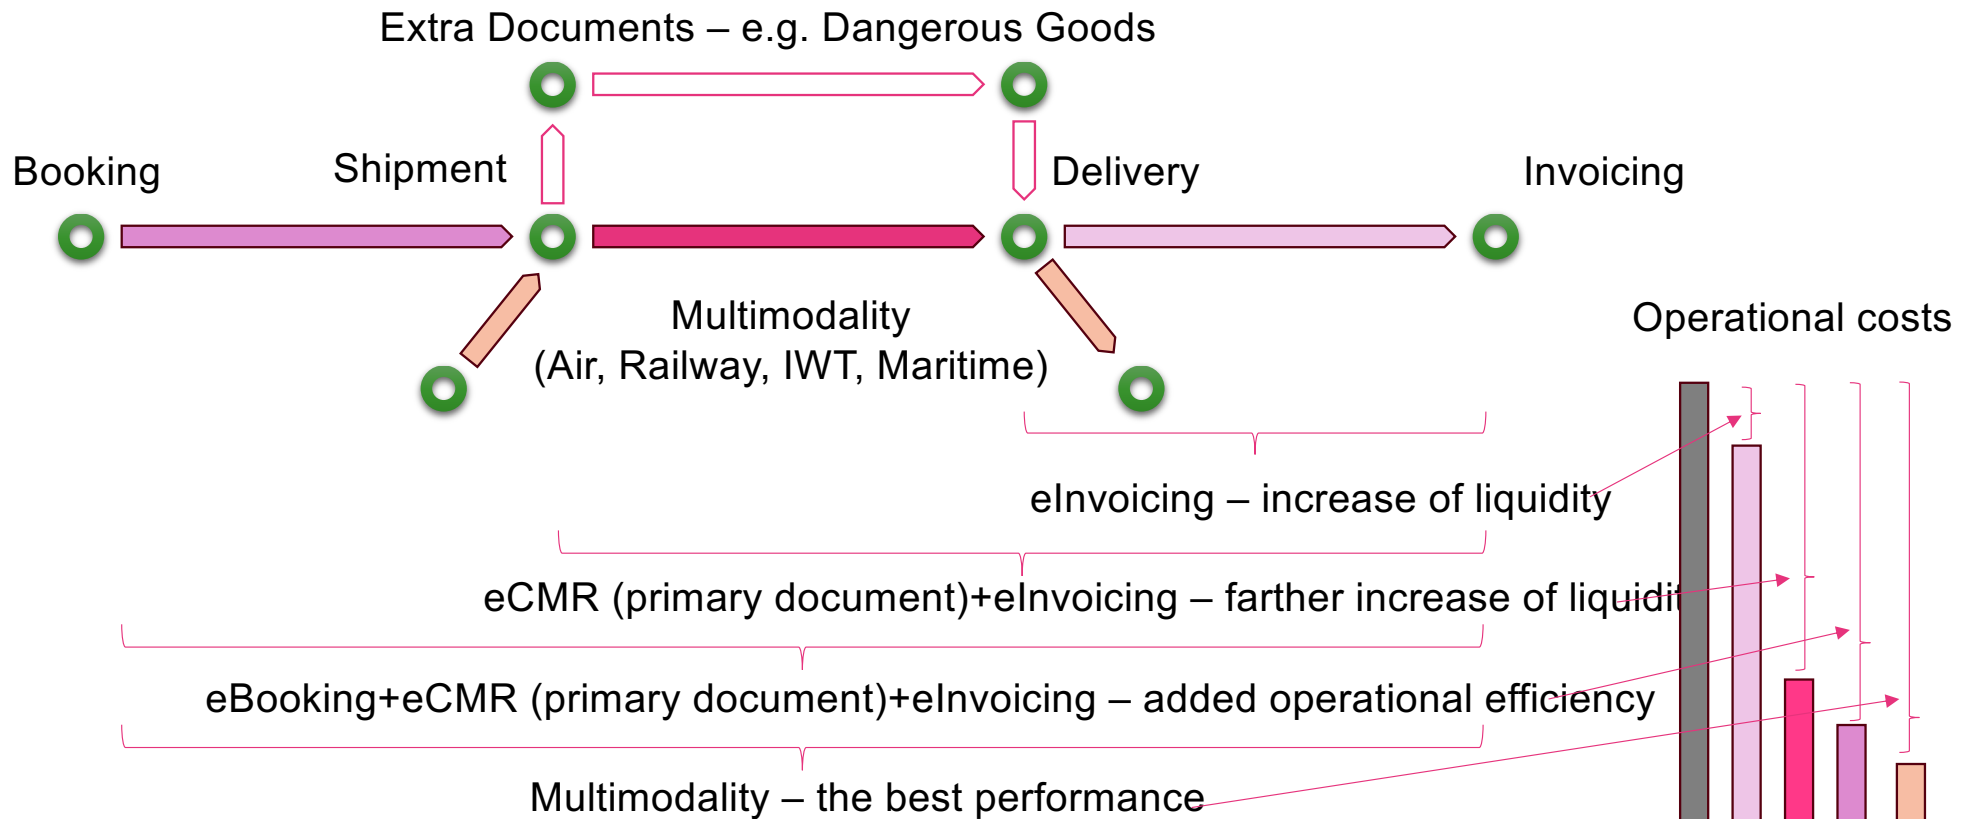 Extra Documents – e.g. Dangerous Goods
Booking
Shipment
Delivery
Invoicing
Multimodality
(Air, Railway, IWT, Maritime)
Operational costs
eInvoicing – increase of liquidity
eCMR (primary document)+eInvoicing – farther increase of liquidit
eBooking+eCMR (primary document)+eInvoicing – added operational efficiency
Multimodality – the best performance